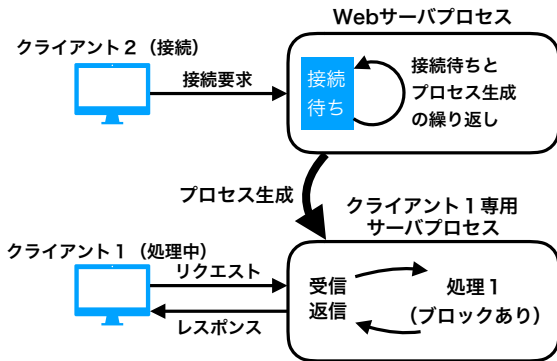 Webサーバプロセス
クライアント２（接続）
接続要求
接続
待ち
接続待ちと
プロセス生成
の繰り返し
プロセス生成
クライアント１専用
サーバプロセス
クライアント１（処理中）
リクエスト
レスポンス
受信
返信
処理１
（ブロックあり）